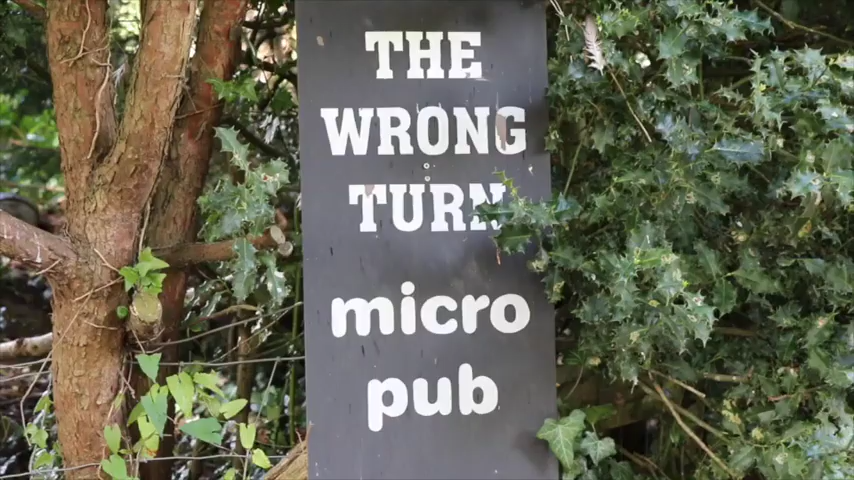 THE
WRONG
TURN
micro
pub